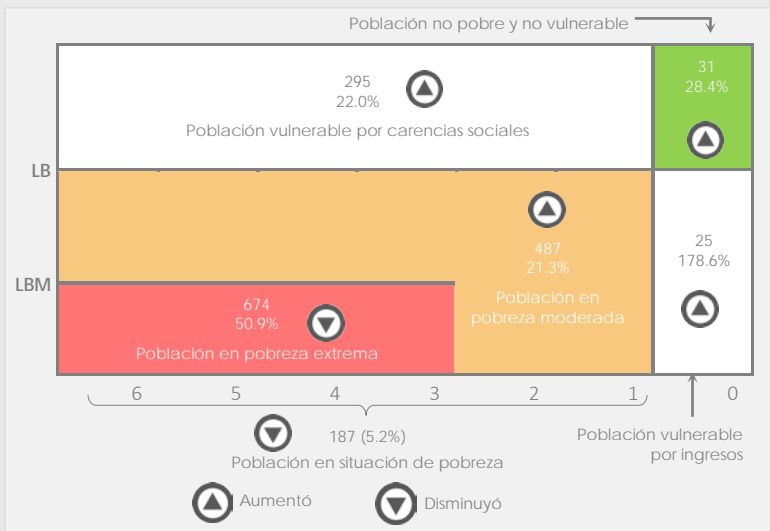 Población no pobre y no vulnerable
295
22.0%
Población vulnerable por carencias sociales
31
28.4%
LB
487
21.3%
Población en
pobreza moderada
25
178.6%
LBM
674
50.9%
Población en pobreza extrema
6 5 4 3 2 1 0
187 (5.2%)
Población en situación de pobreza
Población vulnerable
por ingresos
Aumentó
Disminuyó